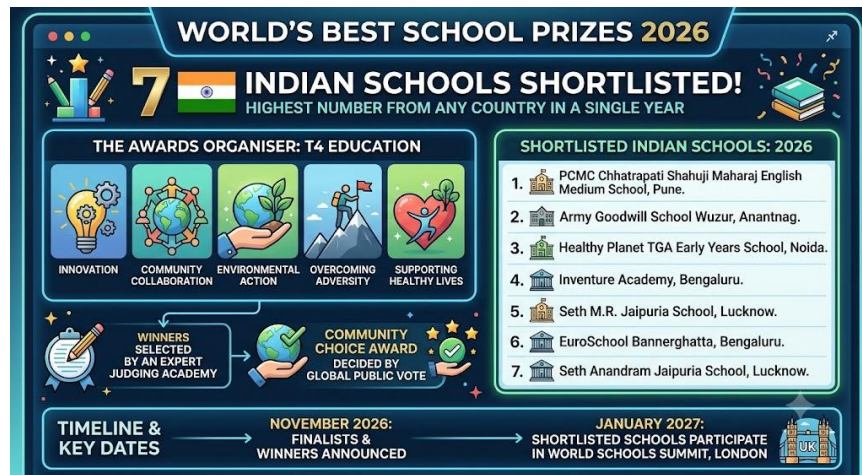 WORLD'S BEST SCHOOL PRIZES 2026
7 INDIAN SCHOOLS SHORTLISTED!
HIGHEST NUMBER FROM ANY COUNTRY IN A SINGLE YEAR
THE AWARDS ORGANISER: T4 EDUCATION
INNOVATION
COMMUNITY
COLLABORATION
ENVIRONMENTAL
ACTION
OVERCOMING
ADVERSITY
SUPPORTING
HEALTHY LIVES
WINNERS
SELECTED
BY AN EXPERT
JUDGING ACADEMY
COMMUNITY
CHOICE AWARD
DECIDED BY
GLOBAL PUBLIC VOTE
SHORTLISTED INDIAN SCHOOLS: 2026
1. PCMC Chhatrapati Shahuji Maharaj English
Medium School, Pune.
2. Army Goodwill School Wuzur, Anantnag.
3. Healthy Planet TGA Early Years School, Noida.
4. Inventure Academy, Bengaluru.
5. Seth M.R. Jaipuria School, Lucknow.
6. EuroSchool Bannerghatta, Bengaluru.
7. Seth Anandram Jaipuria School, Lucknow.
TIMELINE &
KEY DATES
NOVEMBER 2026:
FINALISTS &
WINNERS ANNOUNCED
JANUARY 2027:
SHORTLISTED SCHOOLS PARTICIPATE
IN WORLD SCHOOLS SUMMIT, LONDON
UK